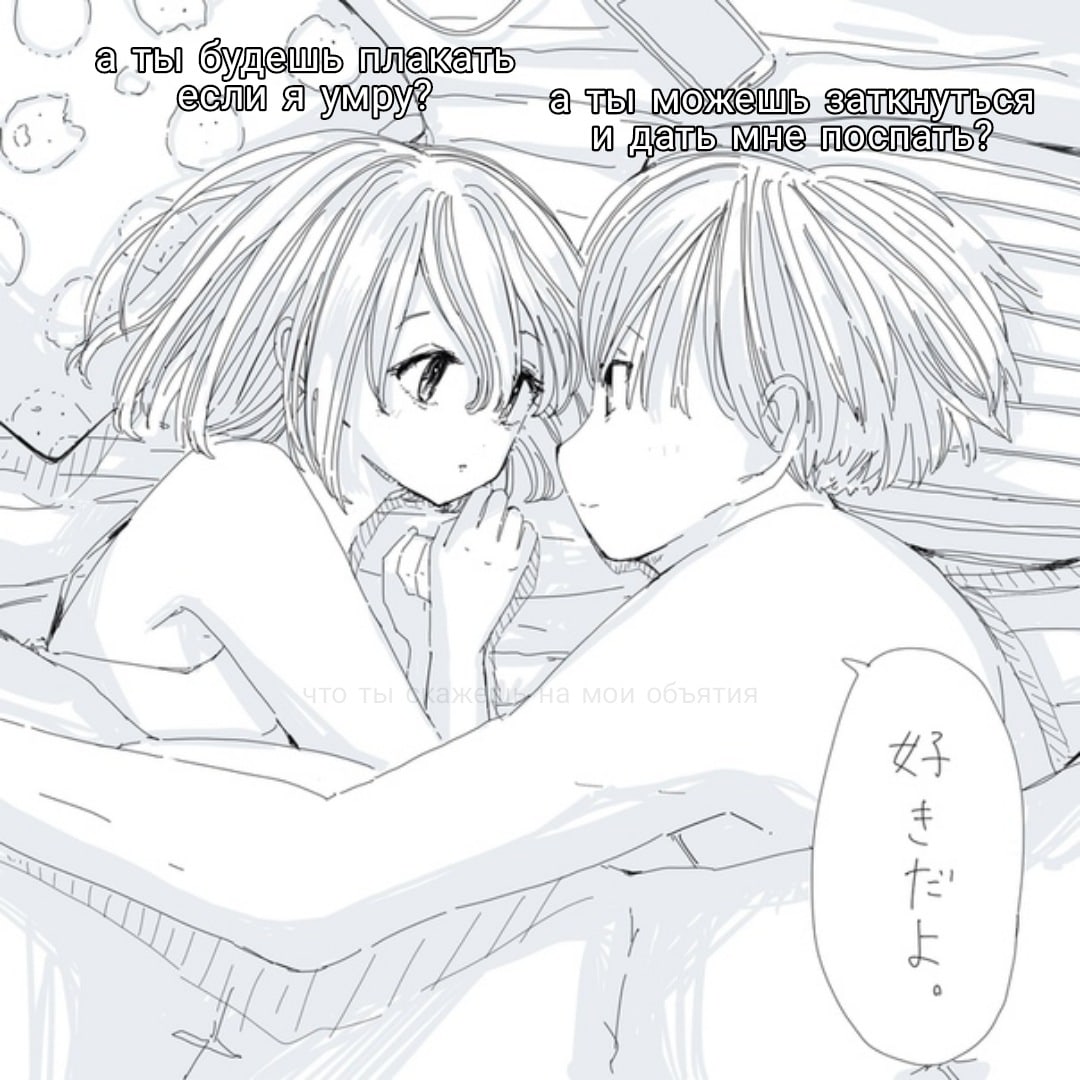 а ты будешь плакать
если я умру?
а ты можешь заткнуться
и дать мне поспать?
что ты скажешь на мои объятия
好きだよ。